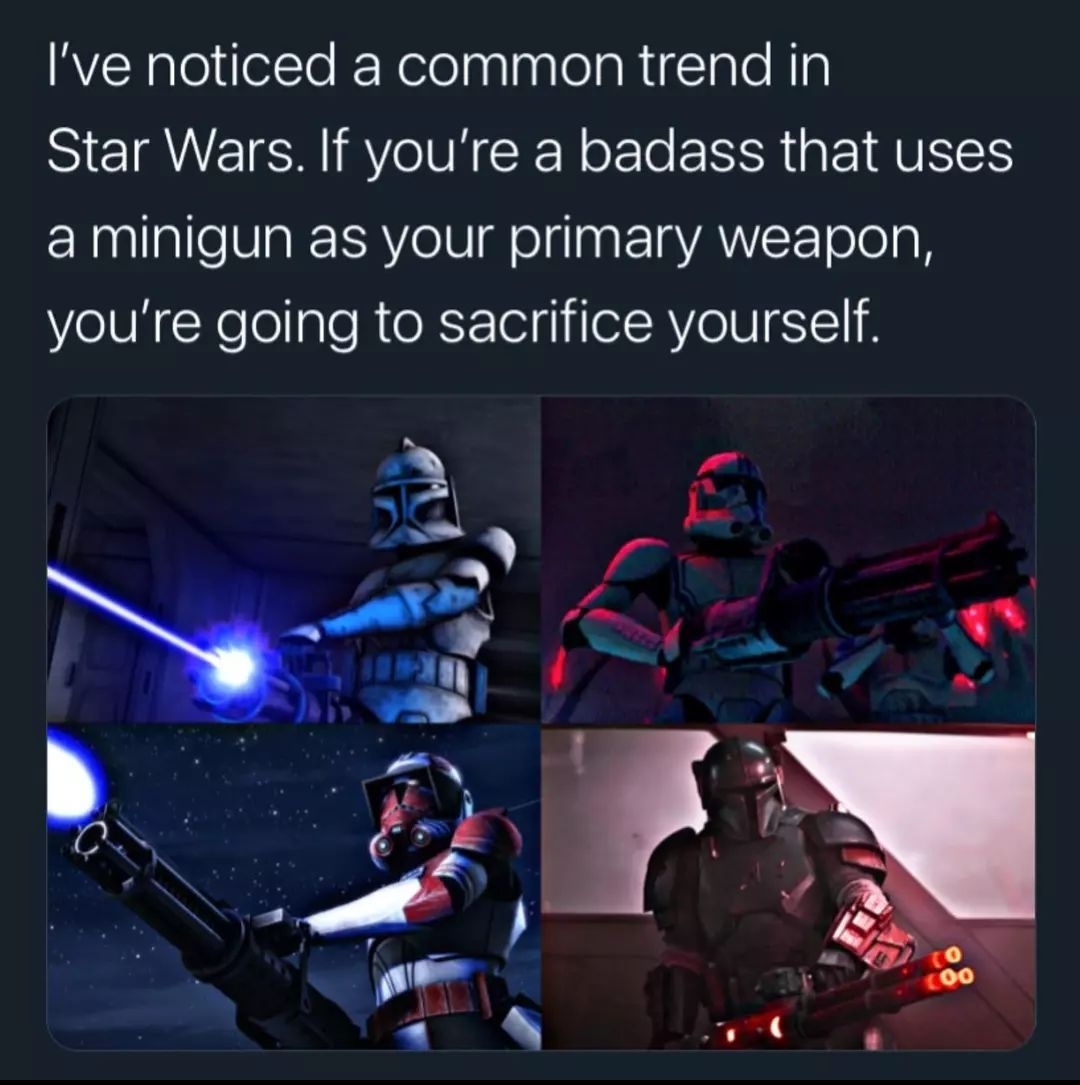 I’ve noticed a common trend in
Star Wars. If you’re a badass that uses
a minigun as your primary weapon,
you’re going to sacrifice yourself.